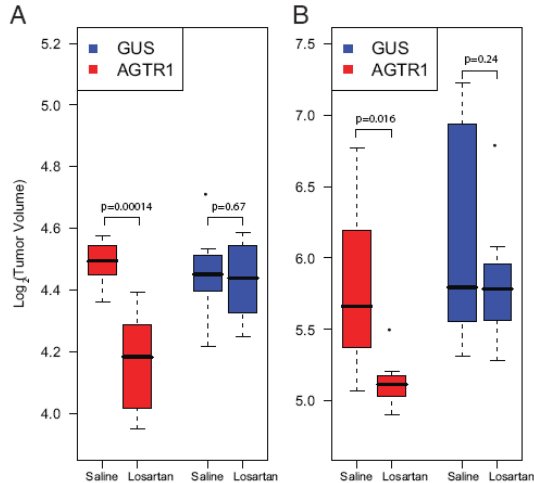 A
B
Log₂(Tumor Volume)
5.2
5.0
4.8
4.6
4.4
4.2
4.0
GUS
AGTR1
p=0.00014
p=0.67
Saline
Losartan
Saline
Losartan
7.5
7.0
6.5
6.0
5.5
5.0
GUS
AGTR1
p=0.016
p=0.24
Saline
Losartan
Saline
Losartan